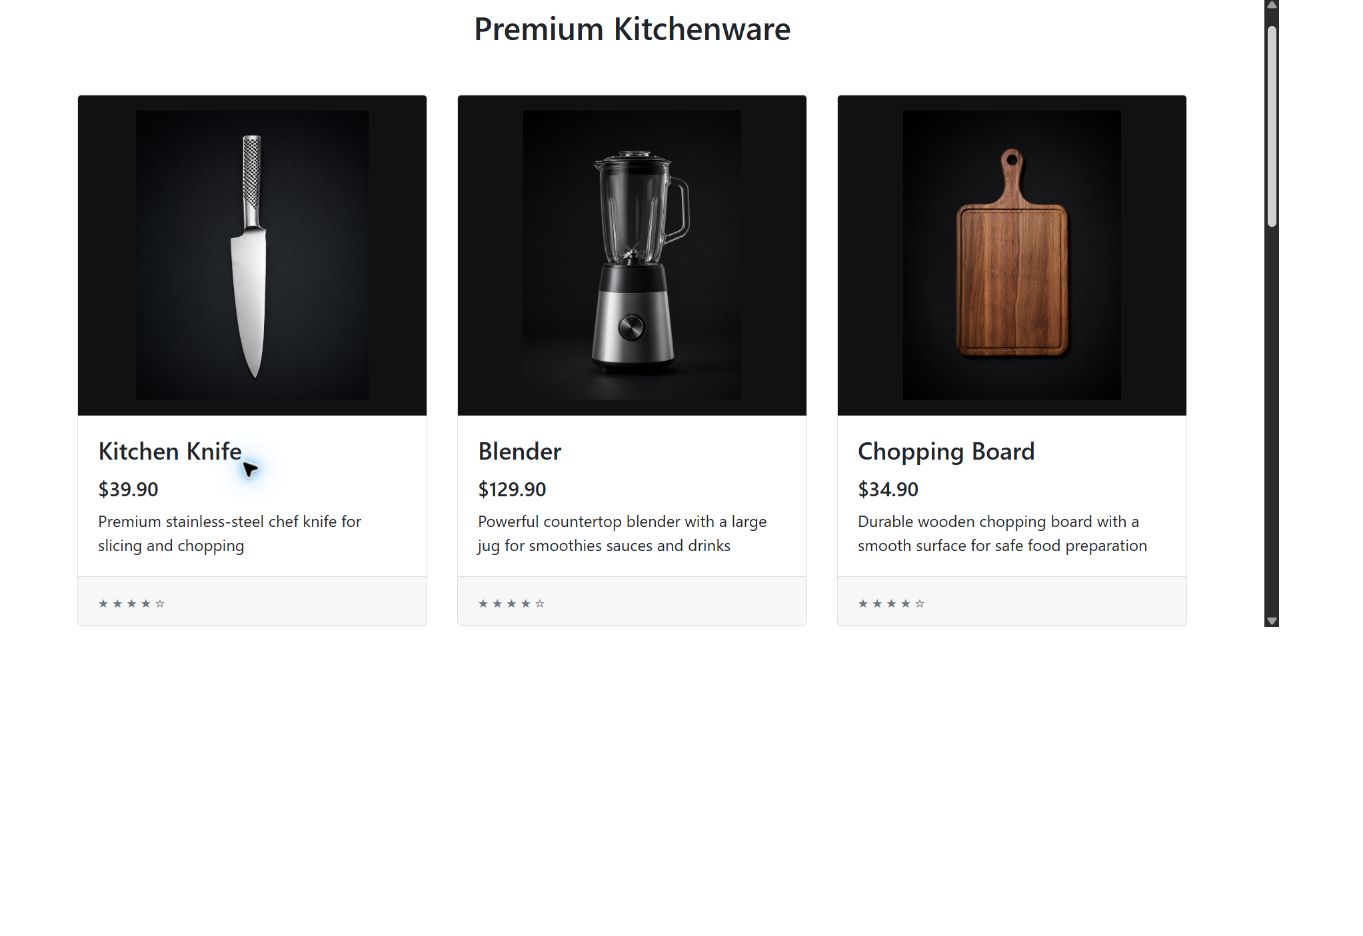 Premium Kitchenware
Kitchen Knife
$39.90
Premium stainless-steel chef knife for
slicing and chopping
★ ★ ★ ★ ☆
Blender
$129.90
Powerful countertop blender with a large
jug for smoothies sauces and drinks
★ ★ ★ ★ ☆
Chopping Board
$34.90
Durable wooden chopping board with a
smooth surface for safe food preparation
★ ★ ★ ★ ☆